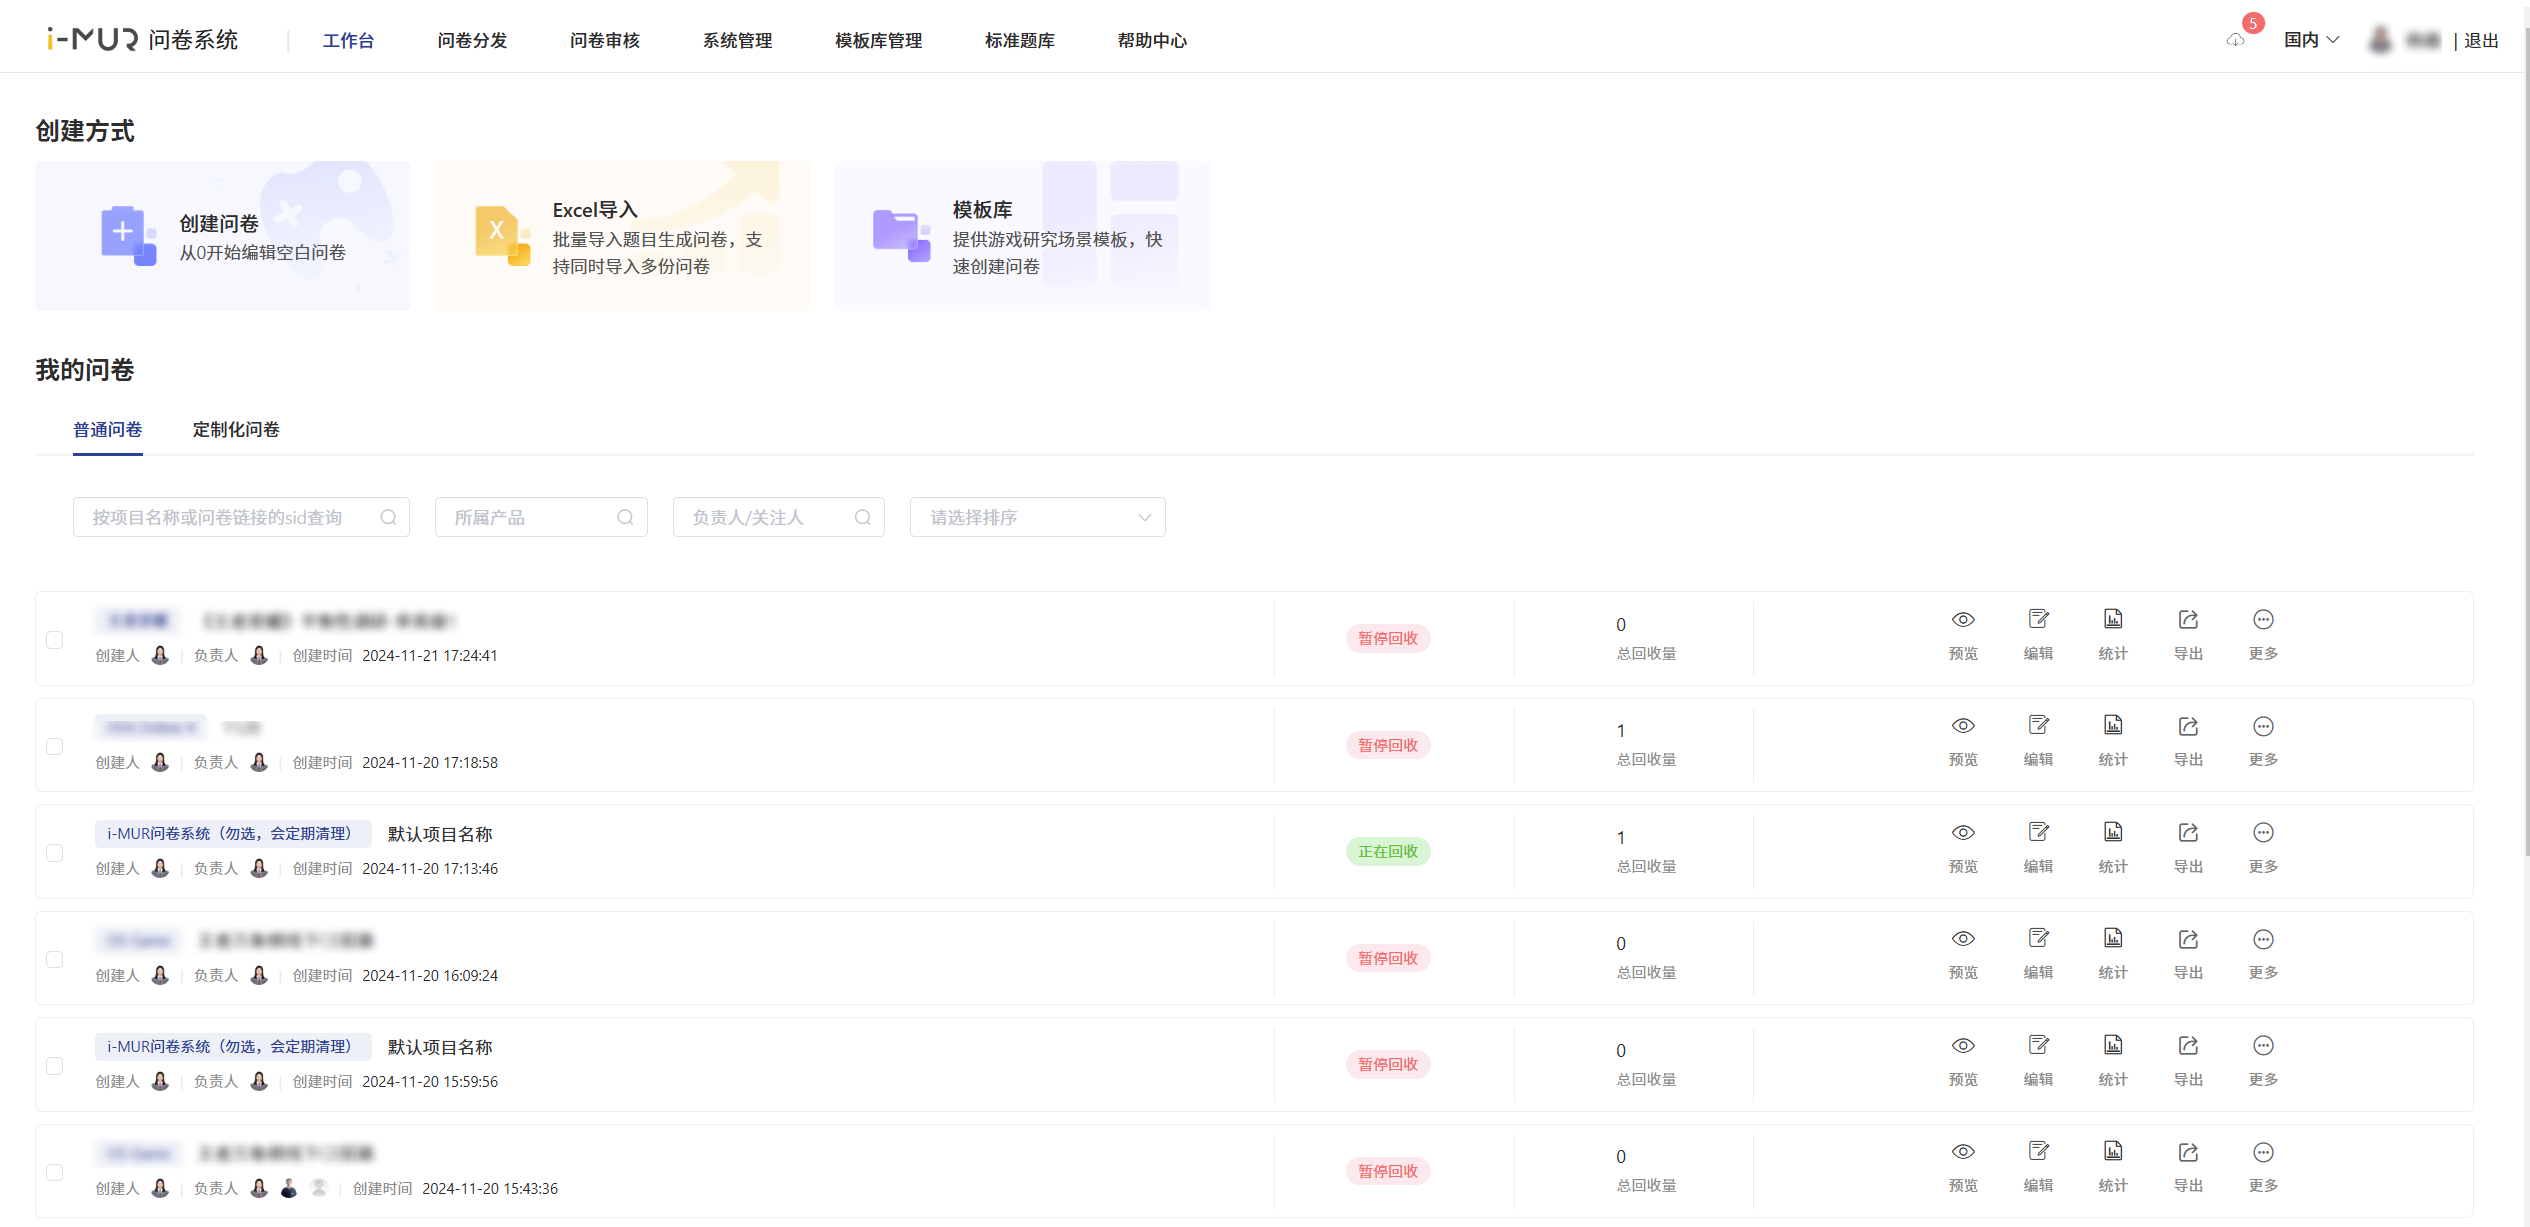 i-MUR 问卷系统 工作台 问卷分发 问卷审核 系统管理 模板库管理 标准题库 帮助中心 5 国内 | 退出
创建方式
创建问卷
从0开始编辑空白问卷
Excel导入
批量导入题目生成问卷，支
持同时导入多份问卷
模板库
提供游戏研究场景模板，快
速创建问卷
我的问卷
普通问卷 定制化问卷
按项目名称或问卷链接的sid查询 所属产品 负责人/关注人 请选择排序
创建人 负责人 创建时间 2024-11-21 17:24:41
暂停回收
0
总回收量
预览 编辑 统计 导出 更多
创建人 负责人 创建时间 2024-11-20 17:18:58
暂停回收
1
总回收量
预览 编辑 统计 导出 更多
i-MUR问卷系统（勿选，会定期清理） 默认项目名称
创建人 负责人 创建时间 2024-11-20 17:13:46
正在回收
1
总回收量
预览 编辑 统计 导出 更多
创建人 负责人 创建时间 2024-11-20 16:09:24
暂停回收
0
总回收量
预览 编辑 统计 导出 更多
i-MUR问卷系统（勿选，会定期清理） 默认项目名称
创建人 负责人 创建时间 2024-11-20 15:59:56
暂停回收
0
总回收量
预览 编辑 统计 导出 更多
创建人 负责人 创建时间 2024-11-20 15:43:36
暂停回收
0
总回收量
预览 编辑 统计 导出 更多